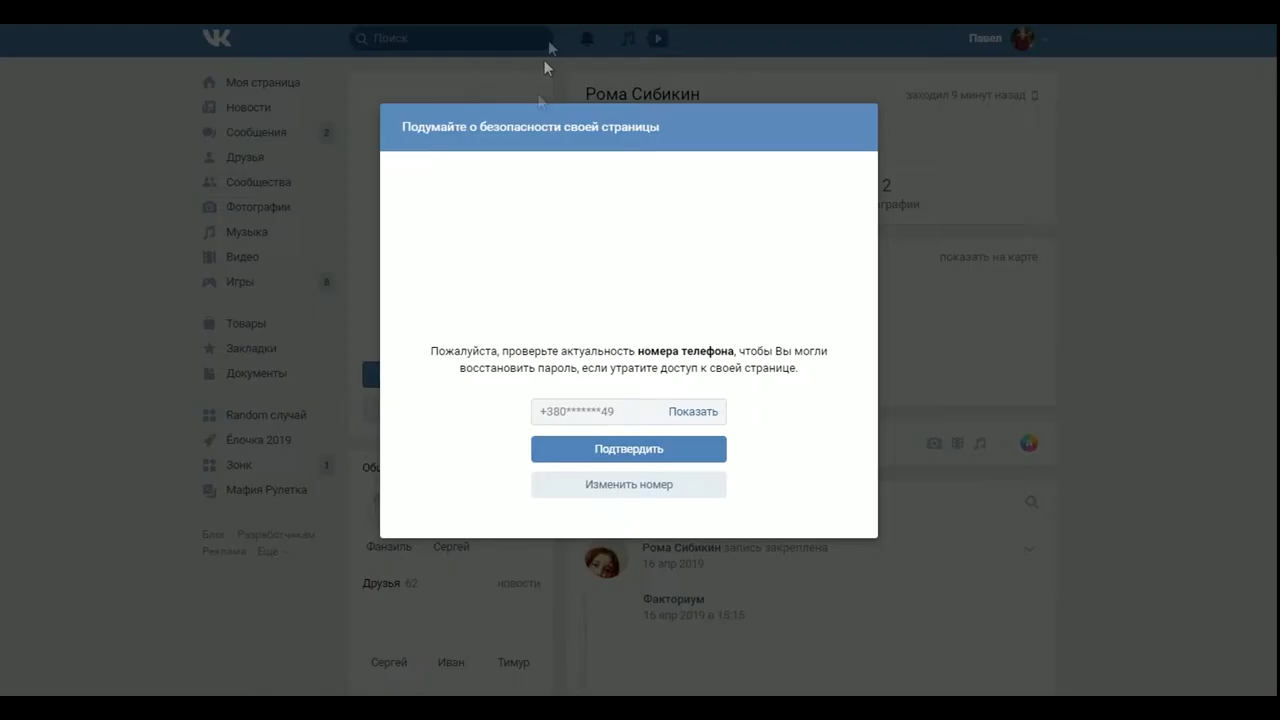 Поиск
Павел
Моя страница
Новости
Сообщения 2
Друзья
Сообщества
Фотографии
Музыка
Видео
Игры 6
Товары
Закладки
Документы
Random случай
Ёлочка 2019
Зонк 1
Мафия Рулетка
Блог Разработчикам
Реклама Ещё
Рома Сибикин
заходил 9 минут назад
2
показать на карте
Подумайте о безопасности своей страницы
Пожалуйста, проверьте актуальность номера телефона, чтобы Вы могли
восстановить пароль, если утратите доступ к своей странице.
+380*******49 Показать
Подтвердить
Изменить номер
Фанзиль Сергей
Друзья 62 новости
Сергей Иван Тимур
Рома Сибикин запись закреплена
16 апр 2019
Факториум
16 апр 2019 в 15:15